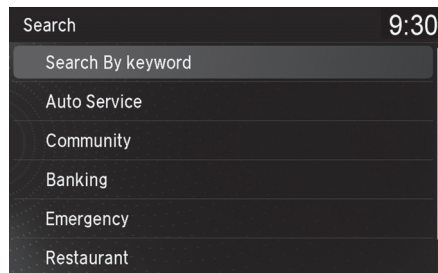 Search 9:30
Search By keyword
Auto Service
Community
Banking
Emergency
Restaurant